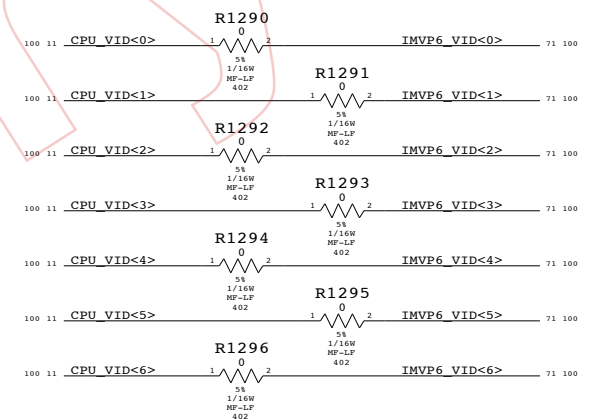 R1290
0
100 11 CPU_VID<0> 1 2 IMVP6_VID<0> 71 100
5%
1/16W
MF-LF
402
R1291
0
100 11 CPU_VID<1> 1 2 IMVP6_VID<1> 71 100
5%
1/16W
MF-LF
402
R1292
0
100 11 CPU_VID<2> 1 2 IMVP6_VID<2> 71 100
5%
1/16W
MF-LF
402
R1293
0
100 11 CPU_VID<3> 1 2 IMVP6_VID<3> 71 100
5%
1/16W
MF-LF
402
R1294
0
100 11 CPU_VID<4> 1 2 IMVP6_VID<4> 71 100
5%
1/16W
MF-LF
402
R1295
0
100 11 CPU_VID<5> 1 2 IMVP6_VID<5> 71 100
5%
1/16W
MF-LF
402
R1296
0
100 11 CPU_VID<6> 1 2 IMVP6_VID<6> 71 100
5%
1/16W
MF-LF
402